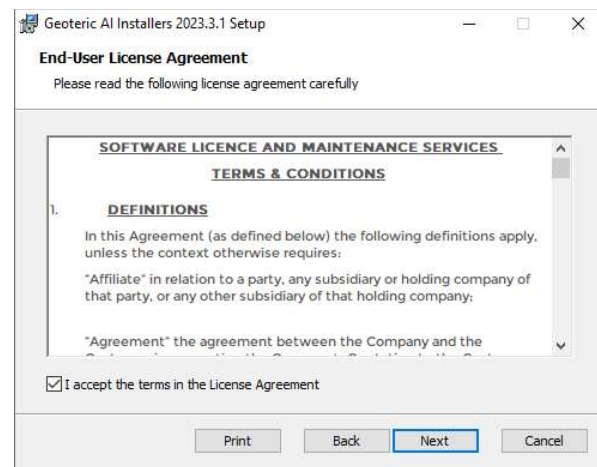 Geoteric AI Installers 2023.3.1 Setup
End-User License Agreement
Please read the following license agreement carefully
SOFTWARE LICENCE AND MAINTENANCE SERVICES
TERMS & CONDITIONS
1. DEFINITIONS
In this Agreement (as defined below) the following definitions apply,
unless the context otherwise requires:
"Affiliate" in relation to a party, any subsidiary or holding company of
that party, or any other subsidiary of that holding company;
"Agreement" the agreement between the Company and the
I accept the terms in the License Agreement
Print Back Next Cancel